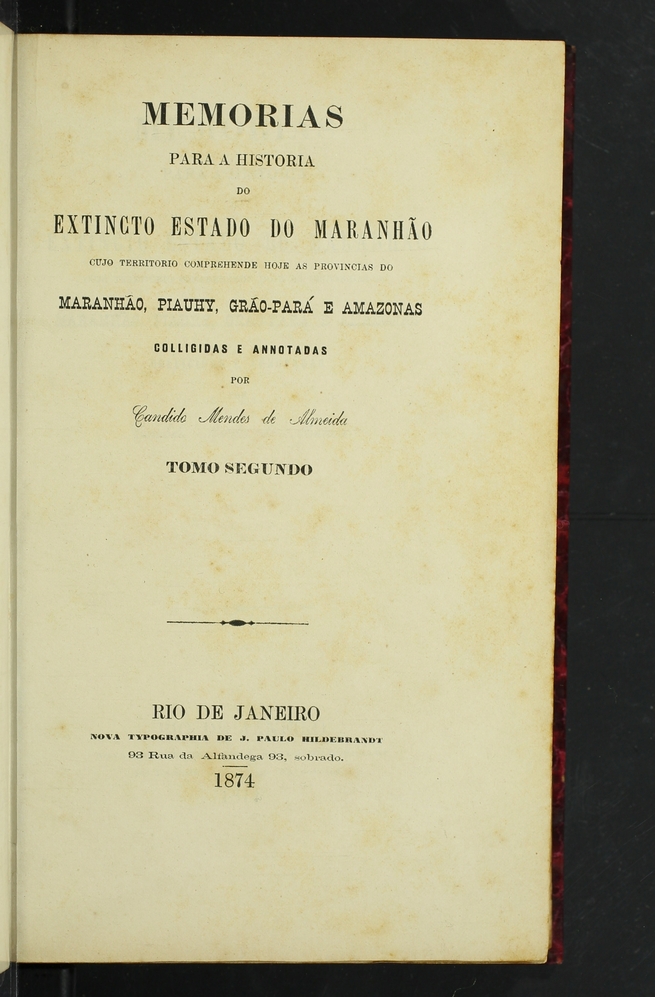 MEMORIAS
PARA A HISTORIA
DO
EXTINCTO ESTADO DO MARANHÃO
CUJO TERRITORIO COMPREHENDE HOJE AS PROVINCIAS DO
MARANHÃO, PIAUHY, GRÃO-PARÁ E AMAZONAS
COLLIGIDAS E ANNOTADAS
POR
Candido Mendes de Almeida
TOMO SEGUNDO
RIO DE JANEIRO
NOVA TYPOGRAPHIA DE J. PAULO HILDEBRANDT
93 Rua da Alfandega 93, sobrado.
1874